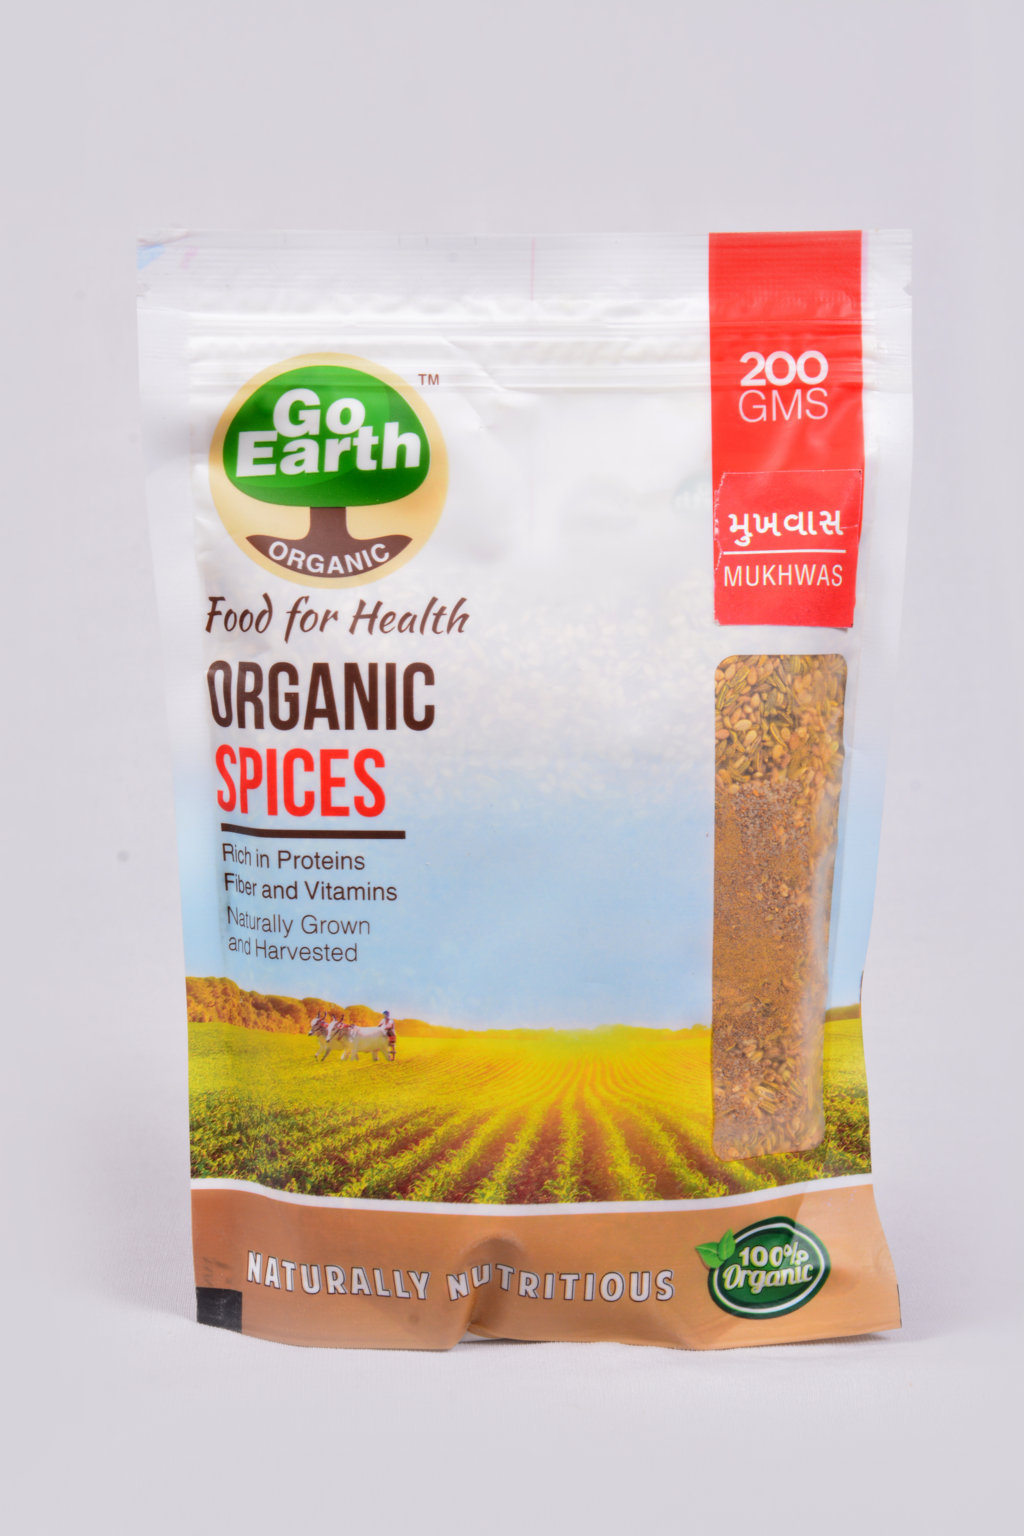 Go
Earth
TM
ORGANIC
Food for Health
ORGANIC
SPICES
Rich in Proteins
Fiber and Vitamins
Naturally Grown
and Harvested
200
GMS
મુખવાસ
MUKHWAS
NATURALLY NUTRITIOUS
100%
Organic